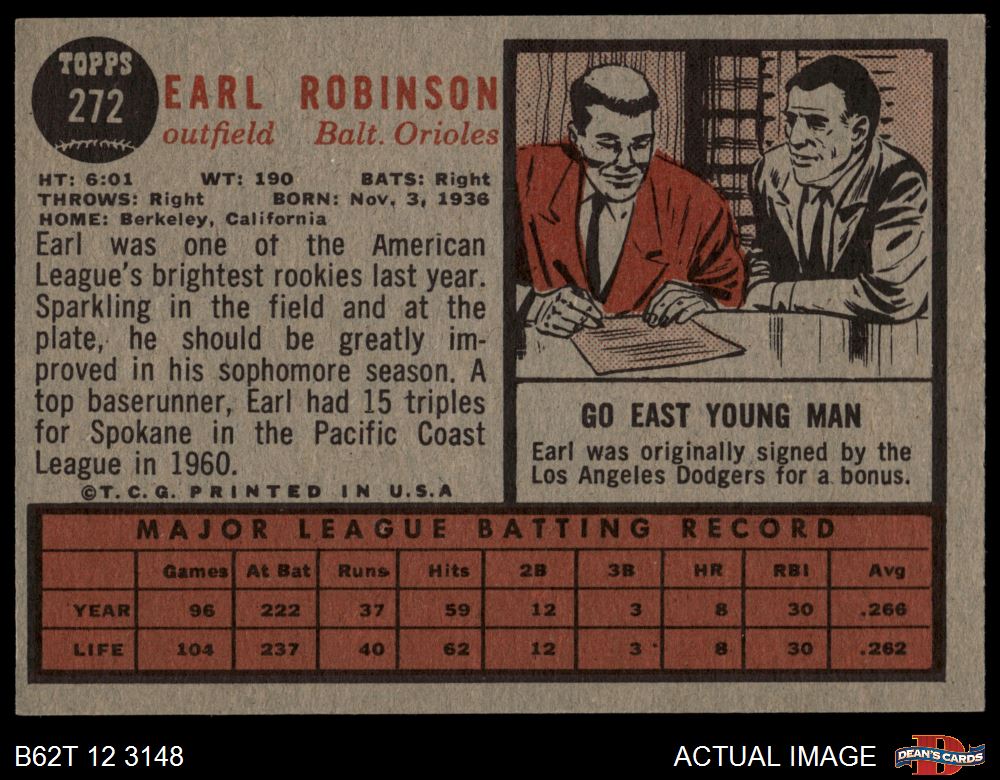 TOPPS
272
EARL ROBINSON
outfield Balt. Orioles
HT: 6:01 WT: 190 BATS: Right
THROWS: Right BORN: Nov. 3, 1936
HOME: Berkeley, California
Earl was one of the American
League's brightest rookies last year.
Sparkling in the field and at the
plate, he should be greatly im-
proved in his sophomore season. A
top baserunner, Earl had 15 triples
for Spokane in the Pacific Coast
League in 1960.
©T.C.G. PRINTED IN U.S.A
GO EAST YOUNG MAN
Earl was originally signed by the
Los Angeles Dodgers for a bonus.
MAJOR LEAGUE BATTING RECORD
Games At Bat Runs Hits 2B 3B HR RBI Avg
YEAR 96 222 37 59 12 3 8 30 .266
LIFE 104 237 40 62 12 3 8 30 .262
B62T 12 3148
ACTUAL IMAGE
D
DEAN'S CARDS